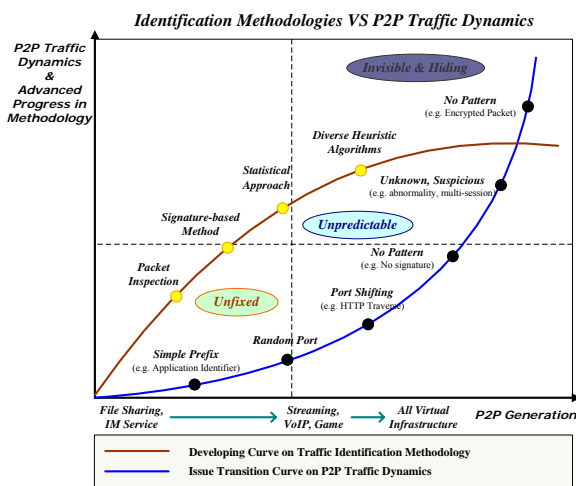 Identification Methodologies VS P2P Traffic Dynamics
P2P Traffic
Dynamics
&
Advanced
Progress in
Methodology
Invisible & Hiding
No Pattern
(e.g. Encrypted Packet)
Diverse Heuristic
Algorithms
Statistical
Approach
Unknown, Suspicious
(e.g. abnormality, multi-session)
Signature-based
Method
Unpredictable
No Pattern
(e.g. No signature)
Packet
Inspection
Unfixed
Port Shifting
(e.g. HTTP Traverse)
Random Port
Simple Prefix
(e.g. Application Identifier)
File Sharing,
IM Service
Streaming,
VoIP, Game
All Virtual
Infrastructure
P2P Generation
Developing Curve on Traffic Identification Methodology
Issue Transition Curve on P2P Traffic Dynamics